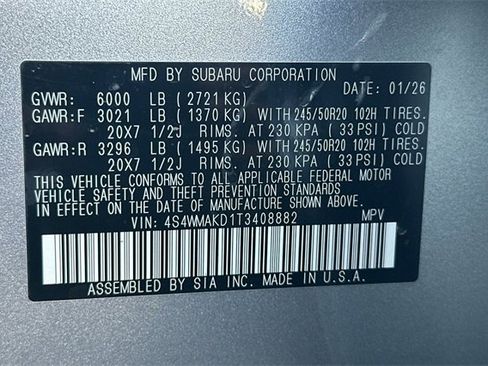 MFD BY SUBARU CORPORATION
DATE: 01/26
GVWR: 6000 LB (2721 KG)
GAWR:F 3021 LB (1370 KG) WITH 245/50R20 102H TIRES.
20X7 1/2J RIMS. AT 230 KPA (33 PSI) COLD
GAWR:R 3296 LB (1495 KG) WITH 245/50R20 102H TIRES.
20X7 1/2J RIMS. AT 230 KPA (33 PSI) COLD
THIS VEHICLE CONFORMS TO ALL APPLICABLE FEDERAL MOTOR
VEHICLE SAFETY AND THEFT PREVENTION STANDARDS
IN EFFECT ON THE DATE OF MANUFACTURE SHOWN ABOVE.
VIN: 4S4WMAKD1T3408882 MPV
ASSEMBLED BY SIA INC. MADE IN U.S.A.